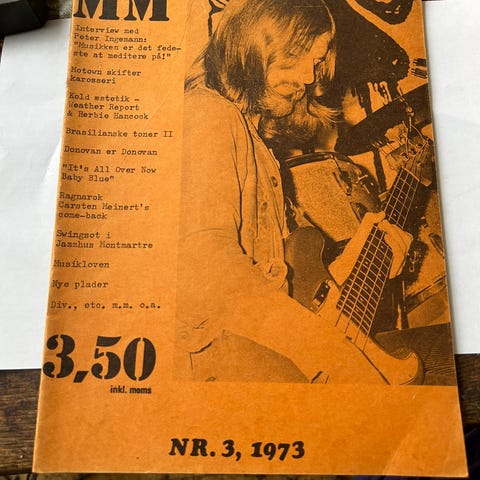 MM
Interview med
Peter Ingemann:
"Musikken er det fede-
ste at meditere på!"
Motown skifter
karosseri
Kold æstetik -
Weather Report
& Herbie Hancock
Brasilianske toner II
Donovan er Donovan
"It's All Over Now
Baby Blue"
Ragnarok
Carsten Meinert's
come-back
Swingsøt i
Jazzhus Montmartre
Musikloven
Nye plader
Div., etc. m.m. o.a.
3,50
inkl. moms
NR. 3, 1973